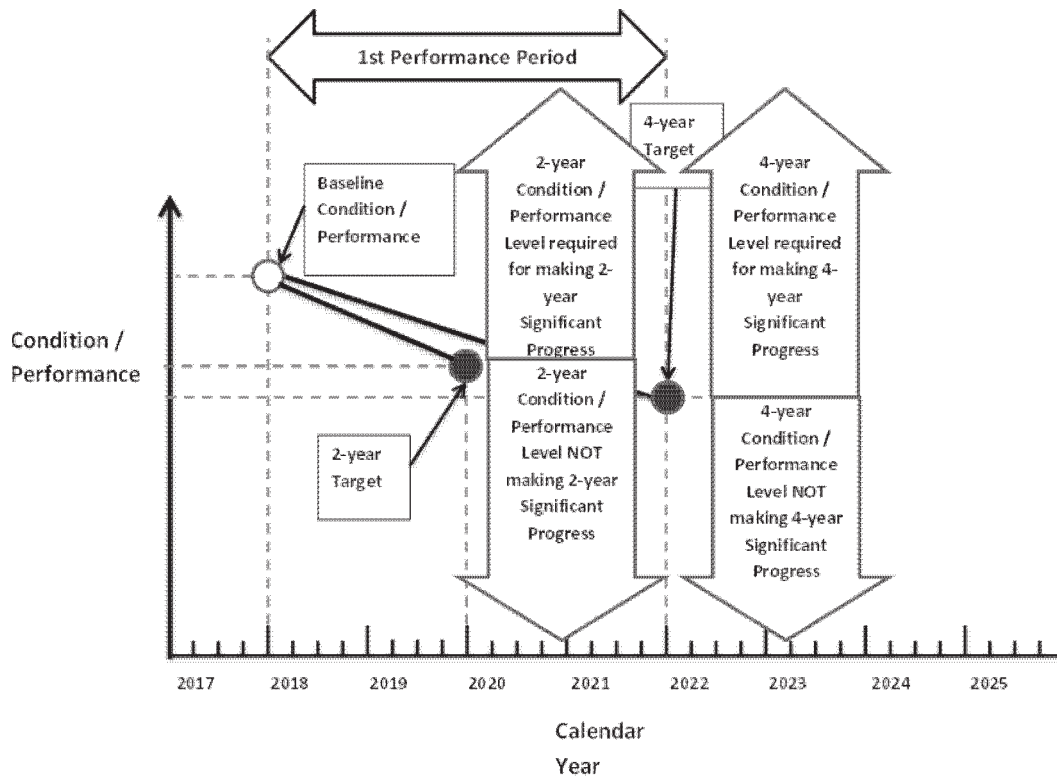 1st Performance Period
4-year
Target
Baseline
Condition /
Performance
2-year
Condition /
Performance
Level required
for making 2-
year
Significant
Progress
4-year
Condition /
Performance
Level required
for making 4-
year
Significant
Progress
Condition /
Performance
2-year
Target
2-year
Condition /
Performance
Level NOT
making 2-year
Significant
Progress
4-year
Condition /
Performance
Level NOT
making 4-year
Significant
Progress
2017 2018 2019 2020 2021 2022 2023 2024 2025
Calendar
Year